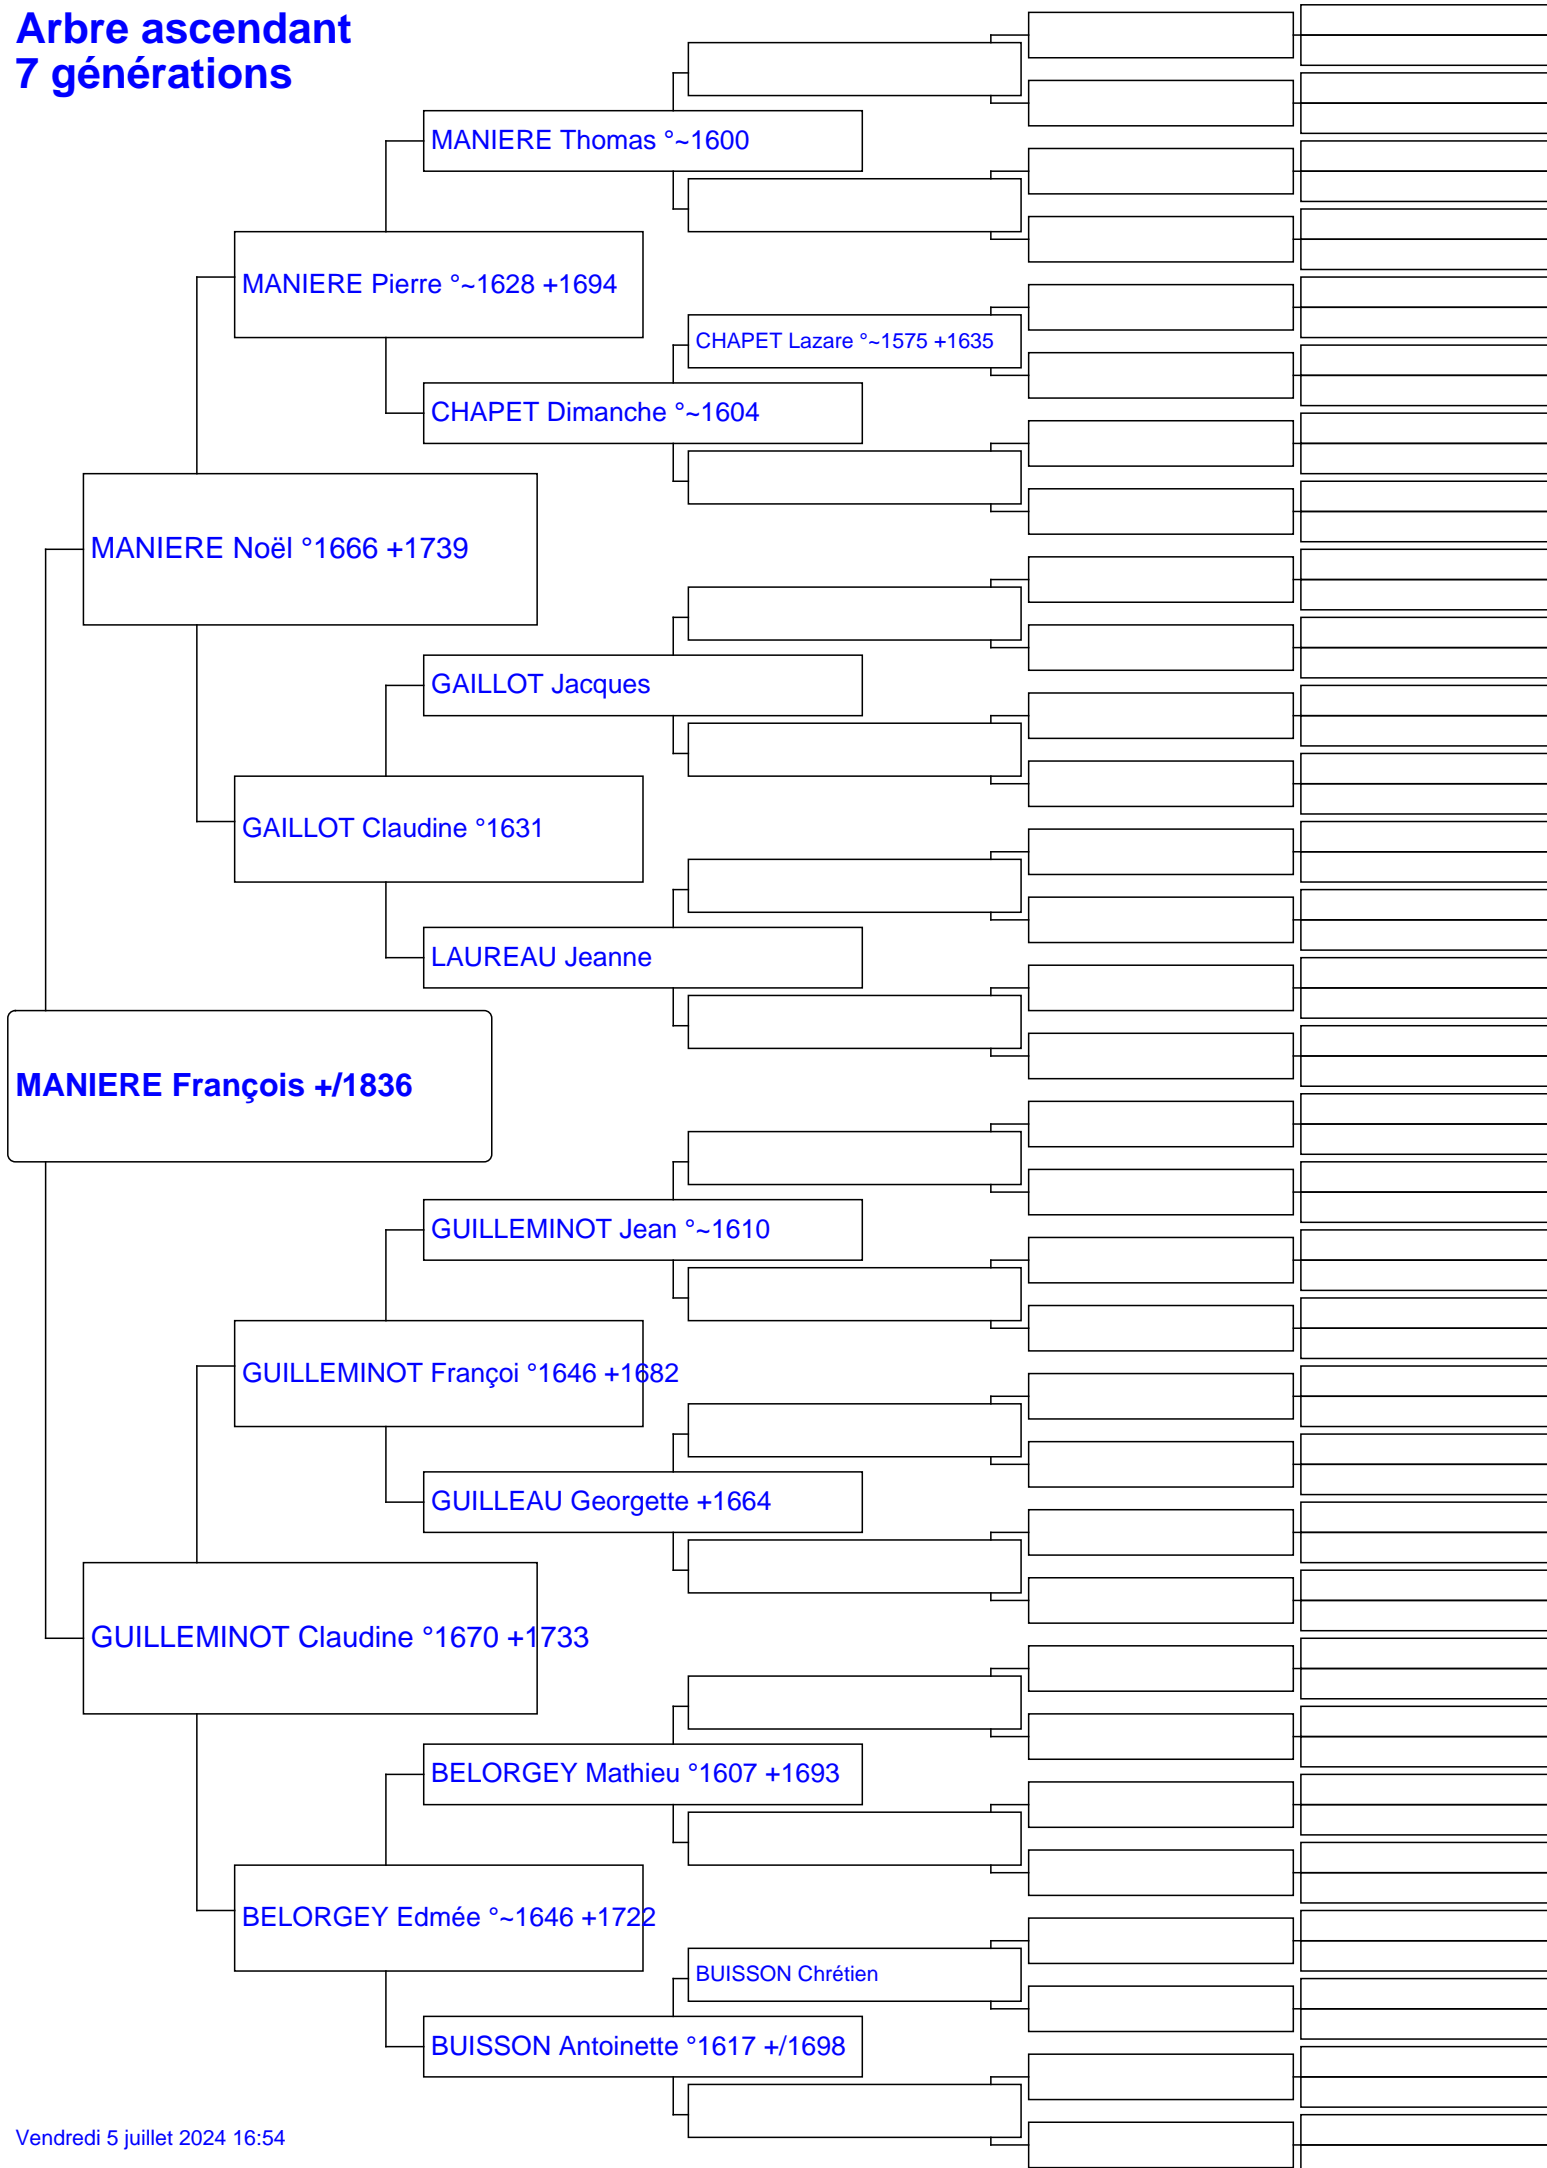 Arbre ascendant
7 générations
MANIERE Thomas °~1600
MANIERE Pierre °~1628 +1694
CHAPET Lazare °~1575 +1635
CHAPET Dimanche °~1604
MANIERE Noël °1666 +1739
GAILLOT Jacques
GAILLOT Claudine °1631
LAUREAU Jeanne
MANIERE François +/1836
GUILLEMINOT Jean °~1610
GUILLEMINOT Françoi °1646 +1682
GUILLEAU Georgette +1664
GUILLEMINOT Claudine °1670 +1733
BELORGEY Mathieu °1607 +1693
BELORGEY Edmée °~1646 +1722
BUISSON Chrétien
BUISSON Antoinette °1617 +/1698
Vendredi 5 juillet 2024 16:54